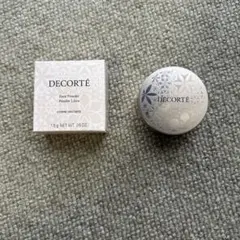 DECORTÉ
Face Powder
Poudre Libre
DECORTÉ